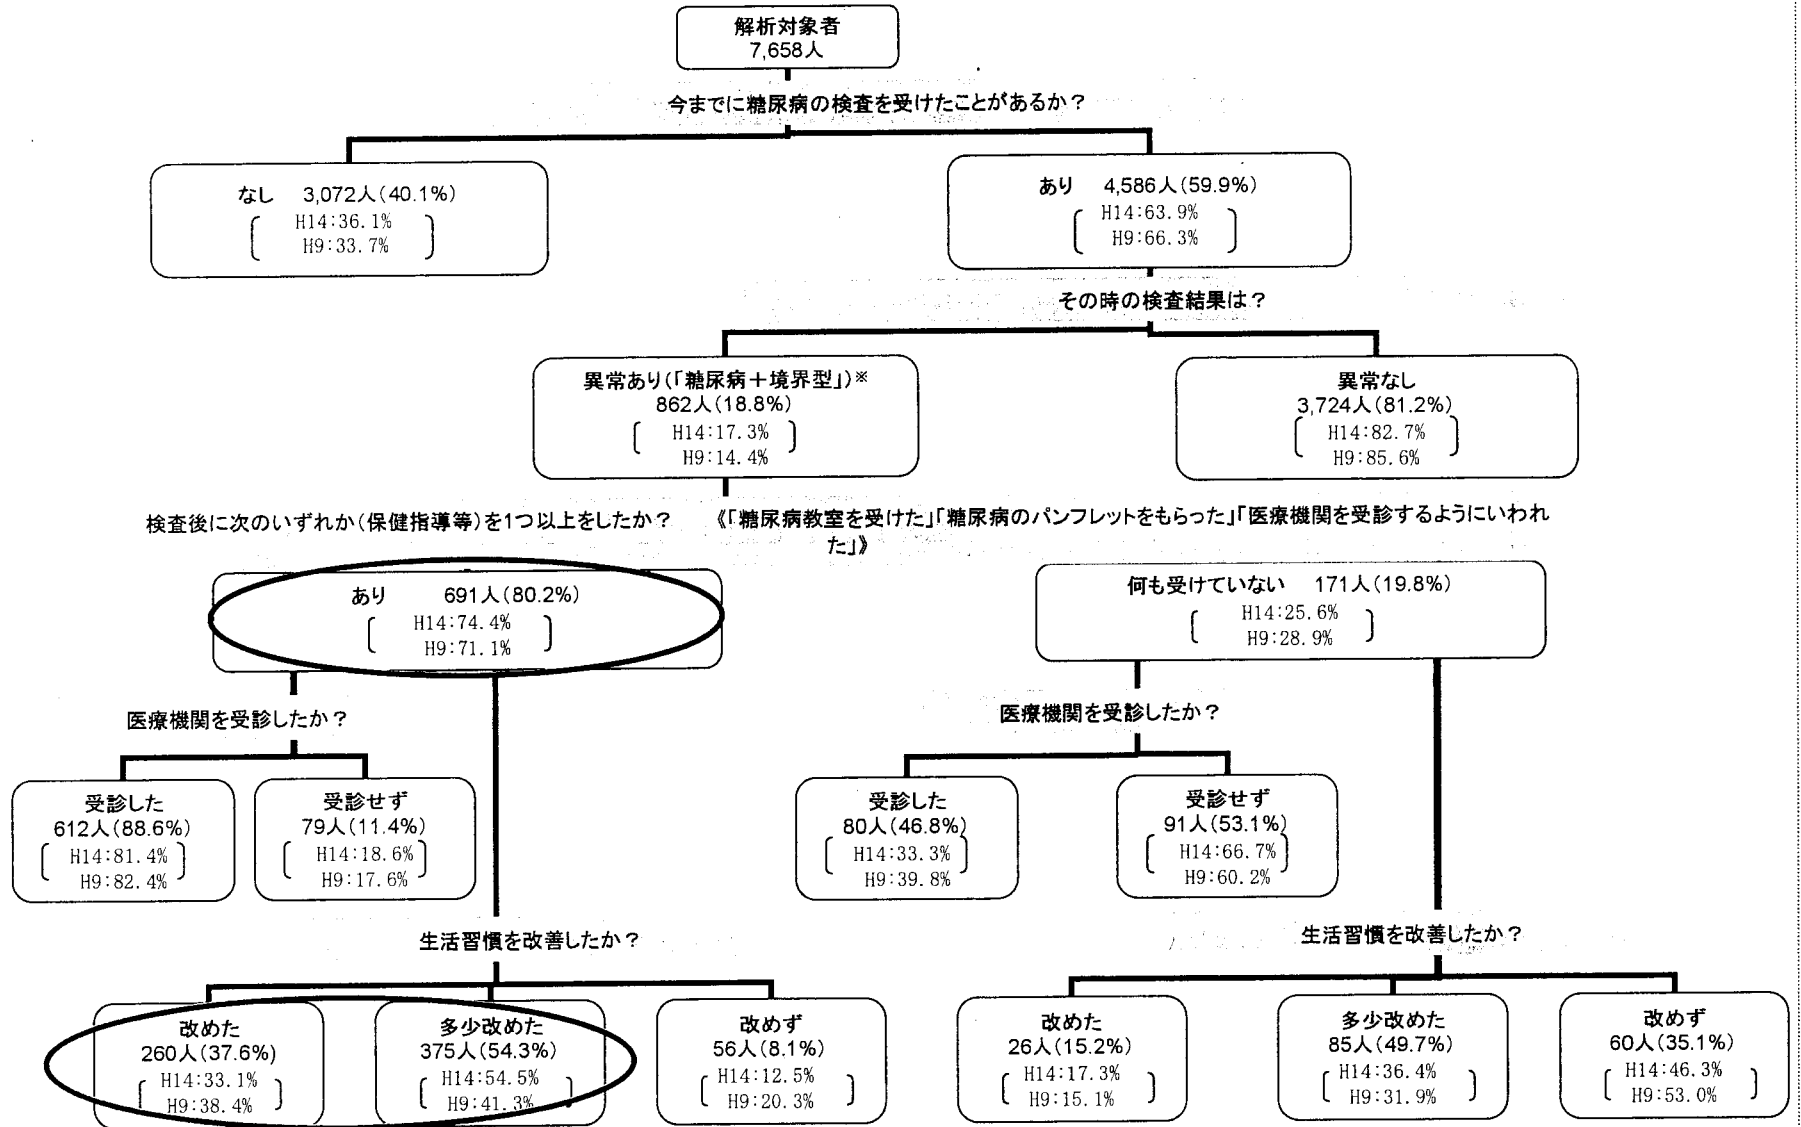 解析対象者
7,658人
今までに糖尿病の検査を受けたことがあるか？
なし 3,072人(40.1%)
H14:36.1%
H9:33.7%
あり 4,586人(59.9%)
H14:63.9%
H9:66.3%
その時の検査結果は？
異常あり(「糖尿病＋境界型」)※
862人(18.8%)
H14:17.3%
H9:14.4%
異常なし
3,724人(81.2%)
H14:82.7%
H9:85.6%
検査後に次のいずれか(保健指導等)を1つ以上をしたか？ 《「糖尿病教室を受けた」「糖尿病のパンフレットをもらった」「医療機関を受診するようにいわれ
た」》
あり 691人(80.2%)
H14:74.4%
H9:71.1%
何も受けていない 171人(19.8%)
H14:25.6%
H9:28.9%
医療機関を受診したか？
受診した
612人(88.6%)
H14:81.4%
H9:82.4%
受診せず
79人(11.4%)
H14:18.6%
H9:17.6%
医療機関を受診したか？
受診した
80人(46.8%)
H14:33.3%
H9:39.8%
受診せず
91人(53.1%)
H14:66.7%
H9:60.2%
生活習慣を改善したか？
改めた
260人(37.6%)
H14:33.1%
H9:38.4%
多少改めた
375人(54.3%)
H14:54.5%
H9:41.3%
改めず
56人(8.1%)
H14:12.5%
H9:20.3%
生活習慣を改善したか？
改めた
26人(15.2%)
H14:17.3%
H9:15.1%
多少改めた
85人(49.7%)
H14:36.4%
H9:31.9%
改めず
60人(35.1%)
H14:46.3%
H9:53.0%